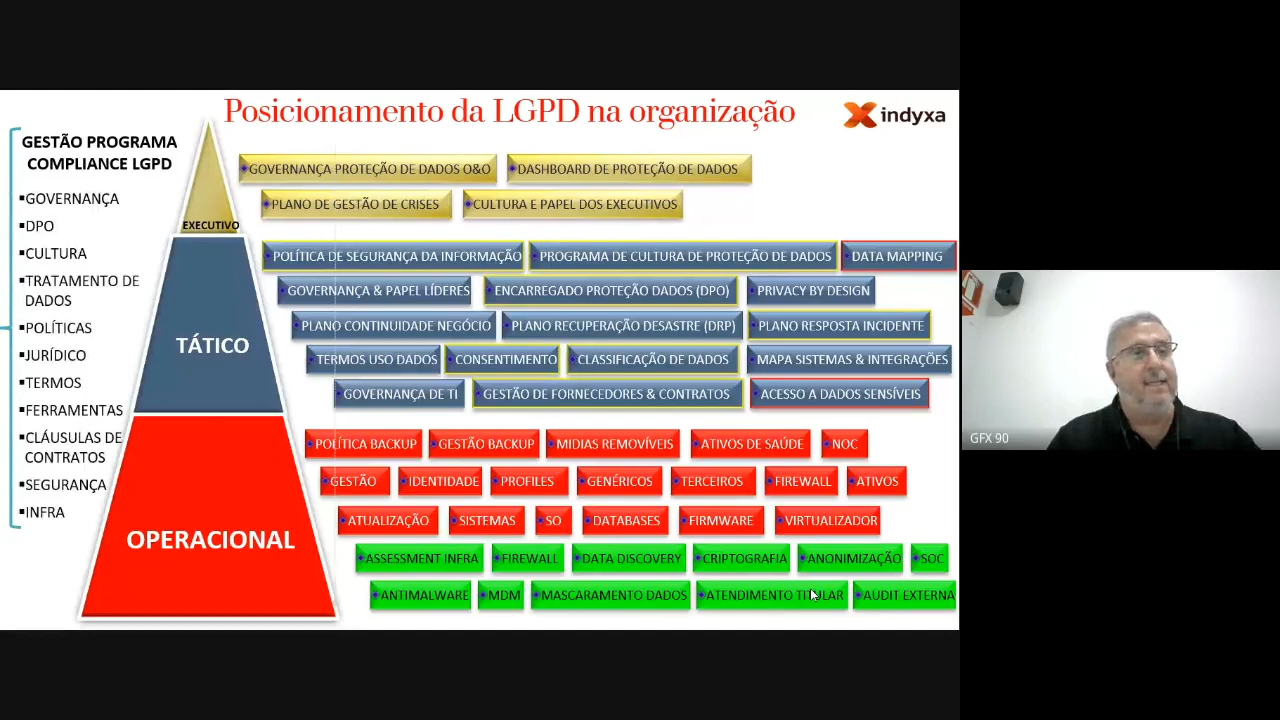 Posicionamento da LGPD na organização
indyxa
GESTÃO PROGRAMA
COMPLIANCE LGPD
▪GOVERNANÇA
▪DPO
▪CULTURA
▪TRATAMENTO DE
DADOS
▪POLÍTICAS
▪JURÍDICO
▪TERMOS
▪FERRAMENTAS
▪CLÁUSULAS DE
CONTRATOS
▪SEGURANÇA
▪INFRA
EXECUTIVO
•GOVERNANÇA PROTEÇÃO DE DADOS O&O •DASHBOARD DE PROTEÇÃO DE DADOS
•PLANO DE GESTÃO DE CRISES •CULTURA E PAPEL DOS EXECUTIVOS
TÁTICO
• POLÍTICA DE SEGURANÇA DA INFORMAÇÃO • PROGRAMA DE CULTURA DE PROTEÇÃO DE DADOS • DATA MAPPING
• GOVERNANÇA & PAPEL LÍDERES • ENCARREGADO PROTEÇÃO DADOS (DPO) • PRIVACY BY DESIGN
• PLANO CONTINUIDADE NEGÓCIO • PLANO RECUPERAÇÃO DESASTRE (DRP) • PLANO RESPOSTA INCIDENTE
• TERMOS USO DADOS • CONSENTIMENTO • CLASSIFICAÇÃO DE DADOS • MAPA SISTEMAS & INTEGRAÇÕES
• GOVERNANÇA DE TI • GESTÃO DE FORNECEDORES & CONTRATOS • ACESSO A DADOS SENSÍVEIS
OPERACIONAL
•POLÍTICA BACKUP •GESTÃO BACKUP •MIDIAS REMOVÍVEIS •ATIVOS DE SAÚDE •NOC
•GESTÃO •IDENTIDADE •PROFILES •GENÉRICOS •TERCEIROS •FIREWALL •ATIVOS
•ATUALIZAÇÃO •SISTEMAS •SO •DATABASES •FIRMWARE •VIRTUALIZADOR
•ASSESSMENT INFRA •FIREWALL •DATA DISCOVERY •CRIPTOGRAFIA •ANONIMIZAÇÃO •SOC
•ANTIMALWARE •MDM •MASCARAMENTO DADOS •ATENDIMENTO TITULAR •AUDIT EXTERNA
GFX 90